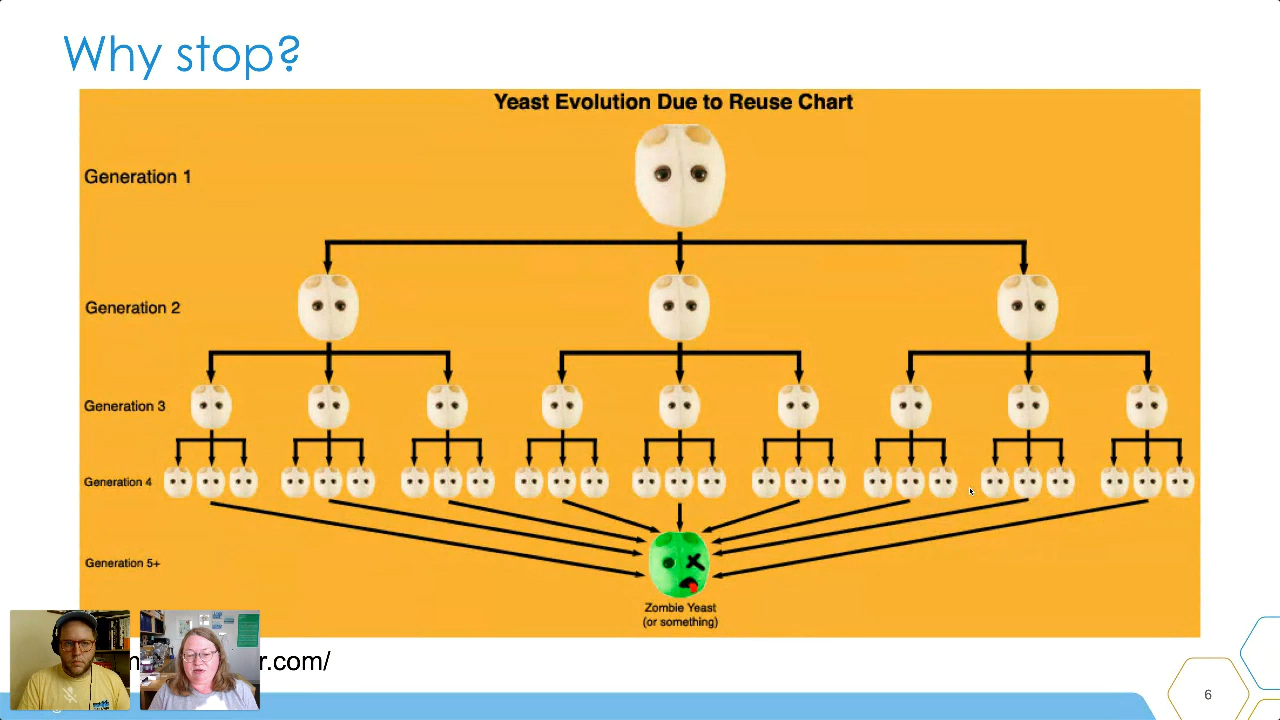 Why stop?
Yeast Evolution Due to Reuse Chart
Generation 1
Generation 2
Generation 3
Generation 4
Generation 5+
Zombie Yeast
(or something)
r.com/
6